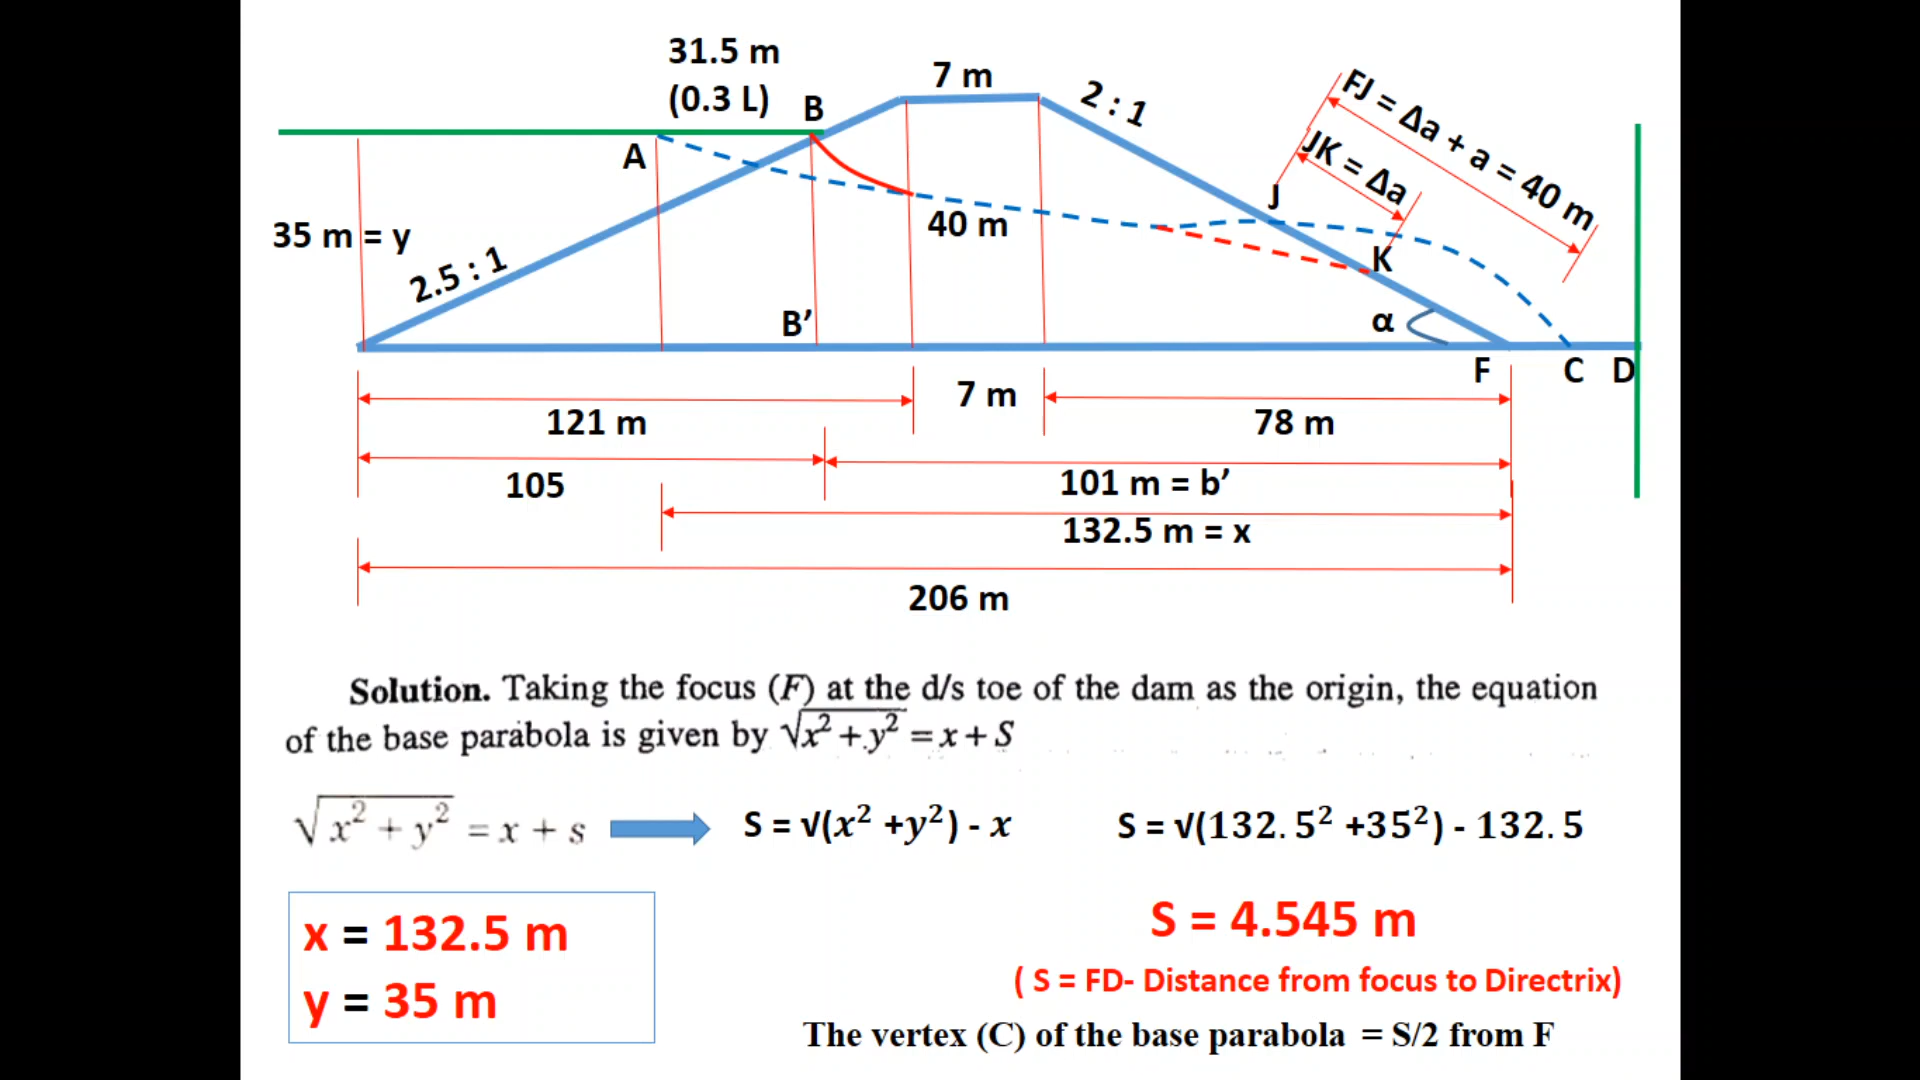 31.5 m
(0.3 L)
B
7 m
2 : 1
FJ = Δa + a = 40 m
JK = Δa
A
J
35 m = y
2.5 : 1
40 m
K
B’
α
F C D
7 m
121 m
78 m
105
101 m = b’
132.5 m = x
206 m
Solution. Taking the focus (F) at the d/s toe of the dam as the origin, the equation
of the base parabola is given by √x² + y² = x + S
√x² + y² = x + s
S = √(x² +y²) - x
S = √(132.5² +35²) - 132.5
x = 132.5 m
y = 35 m
S = 4.545 m
( S = FD- Distance from focus to Directrix)
The vertex (C) of the base parabola = S/2 from F